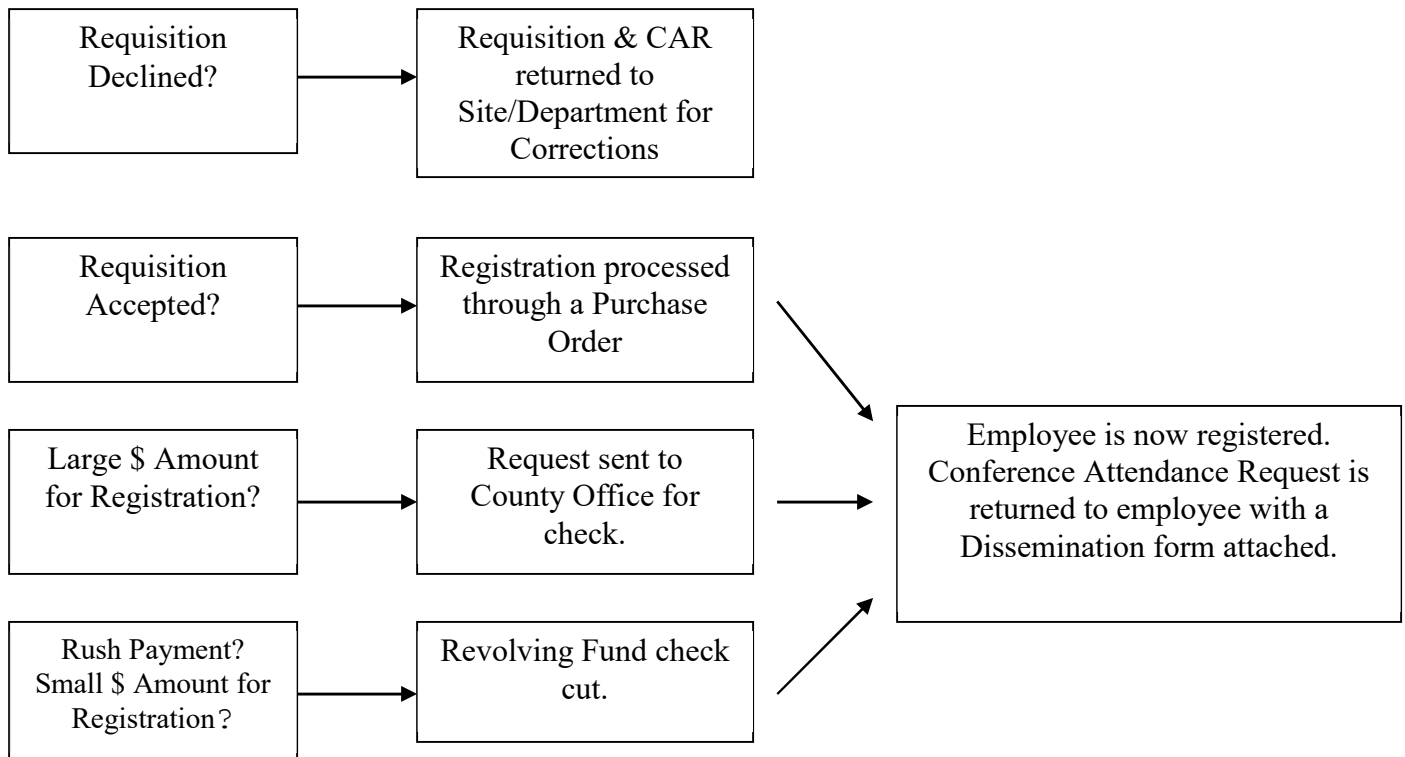 Requisition
Declined?
Requisition & CAR
returned to
Site/Department for
Corrections
Requisition
Accepted?
Registration processed
through a Purchase
Order
Large $ Amount
for Registration?
Request sent to
County Office for
check.
Rush Payment?
Small $ Amount for
Registration?
Revolving Fund check
cut.
Employee is now registered.
Conference Attendance Request is
returned to employee with a
Dissemination form attached.